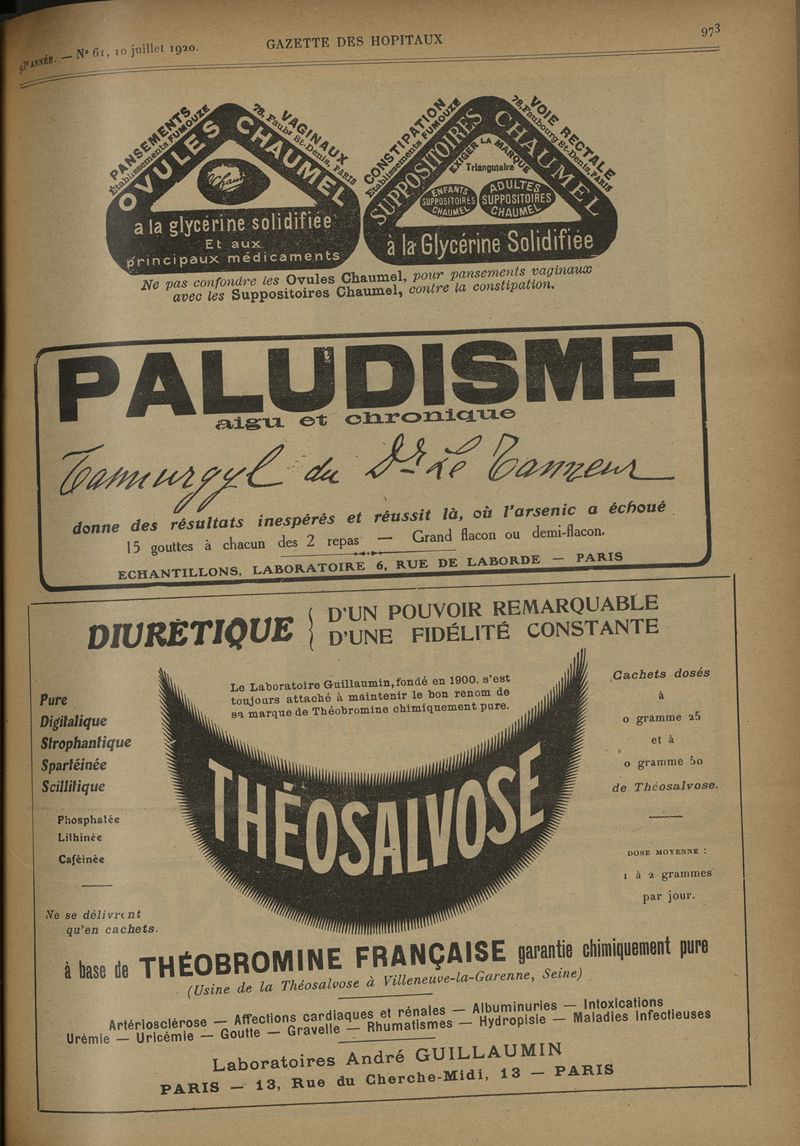 93e ANNÉE. — N° 61, 10 juillet 1920.
GAZETTE DES HOPITAUX
973
PANSEMENTS VAGINAUX
Établissements FUMOUZE 78, Faubg St-Denis, PARIS
OVULES CHAUMEL
Chaumel
a la glycérine solidifiée
Et aux
principaux médicaments
CONSTIPATION VOIE RECTALE
Etablissements FUMOUZE 78, Faubourg St-Denis, PARIS
SUPPOSITOIRES CHAUMEL
EXIGER LA MARQUE
Triangulaire
ENFANTS
SUPPOSITOIRES
CHAUMEL
ADULTES
SUPPOSITOIRES
CHAUMEL
à la Glycérine Solidifiée
Ne pas confondre les Ovules Chaumel, pour pansements vaginaux
avec les Suppositoires Chaumel, contre la constipation.
PALUDISME
aigu et chronique
Tannurgyl du Dr Le Tanneur
donne des résultats inespérés et réussit là, où l'arsenic a échoué
15 gouttes à chacun des 2 repas — Grand flacon ou demi-flacon.
ECHANTILLONS, LABORATOIRE 6, RUE DE LABORDE — PARIS
DIURÉTIQUE
D'UN POUVOIR REMARQUABLE
D'UNE FIDÉLITÉ CONSTANTE
Le Laboratoire Guillaumin, fondé en 1900, s'est
toujours attaché à maintenir le bon renom de
sa marque de Théobromine chimiquement pure.
Pure
Digitalique
Strophantique
Spartéinée
Scillitique
Phosphatée
Lithinée
Caféinée
Ne se délivrent
qu'en cachets.
THÉOSALVOSE
Cachets dosés
à
0 gramme 25
et à
0 gramme 50
de Théosalvose.
DOSE MOYENNE :
1 à 2 grammes
par jour.
à base de THÉOBROMINE FRANÇAISE garantie chimiquement pure
(Usine de la Théosalvose à Villeneuve-la-Garenne, Seine)
Artériosclérose — Affections cardiaques et rénales — Albuminuries — Intoxications
Urémie — Uricémie — Goutte — Gravelle — Rhumatismes — Hydropisie — Maladies infectieuses
Laboratoires André GUILLAUMIN
PARIS — 13, Rue du Cherche-Midi, 13 — PARIS